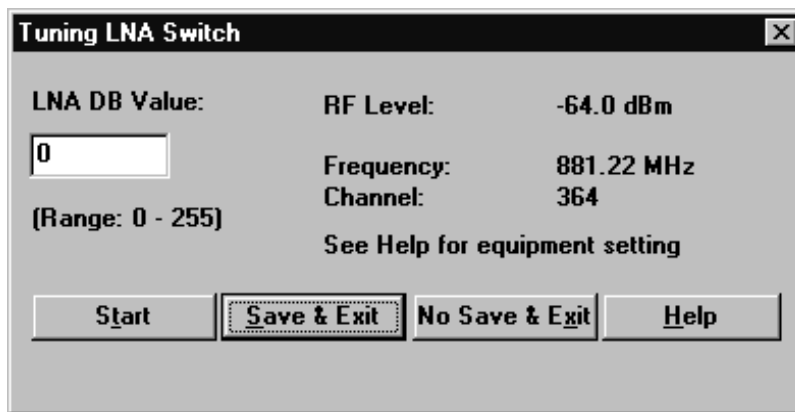 Tuning LNA Switch
LNA DB Value:
0
(Range: 0 - 255)
RF Level: -64.0 dBm
Frequency: 881.22 MHz
Channel: 364
See Help for equipment setting
Start
Save & Exit
No Save & Exit
Help